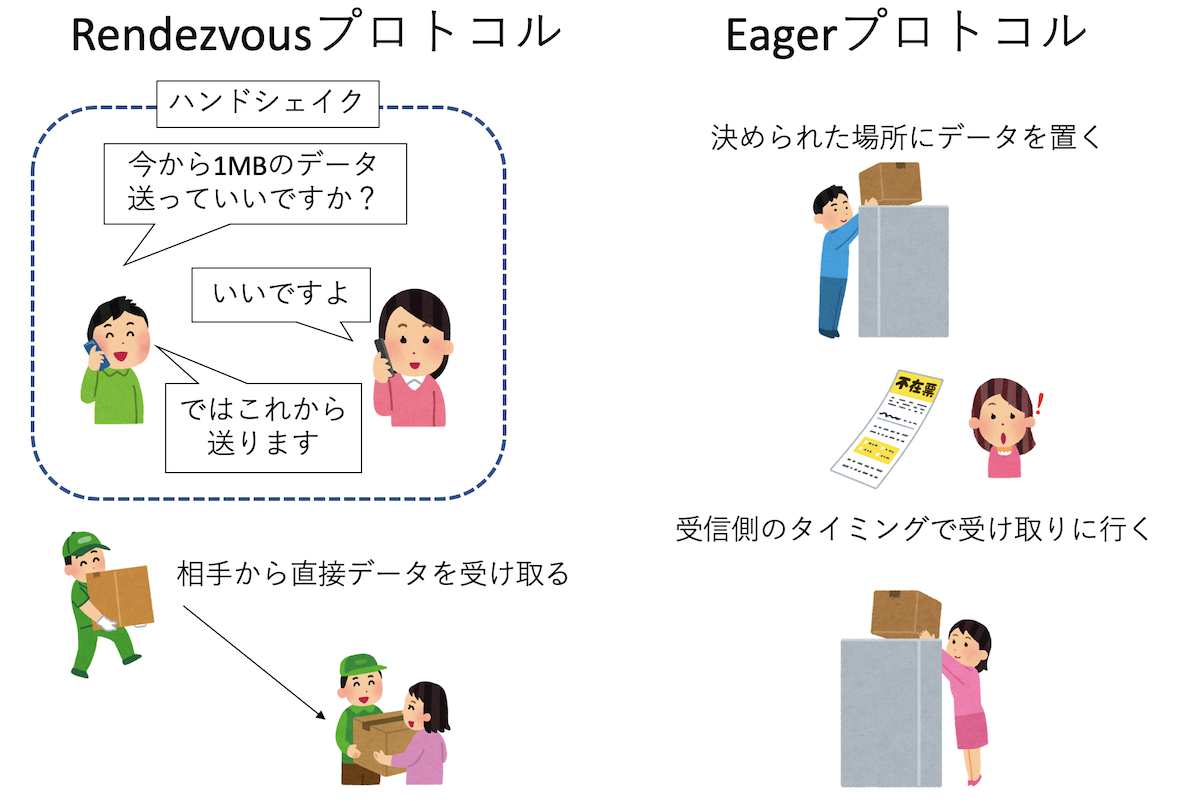 Rendezvousプロトコル
ハンドシェイク
今から1MBのデータ
送っていいですか？
いいですよ
ではこれから
送ります
相手から直接データを受け取る
Eagerプロトコル
決められた場所にデータを置く
不在票
!
受信側のタイミングで受け取りに行く